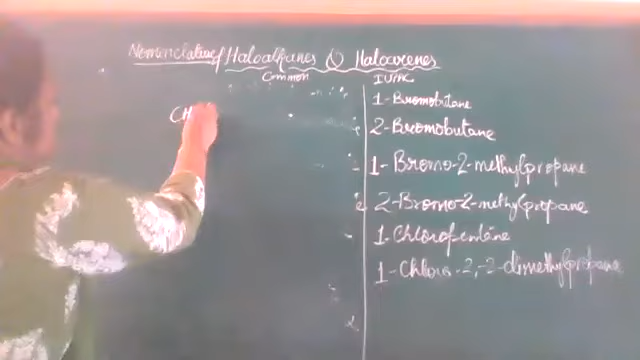 Nomenclature of Haloalkanes & Haloarenes
Common IUPAC
1-Bromobutane
CH
2-Bromobutane
1-Bromo-2-methylpropane
2-Bromo-2-methylpropane
1-Chloropentane
1-Chloro-2,-2-dimethylpropane